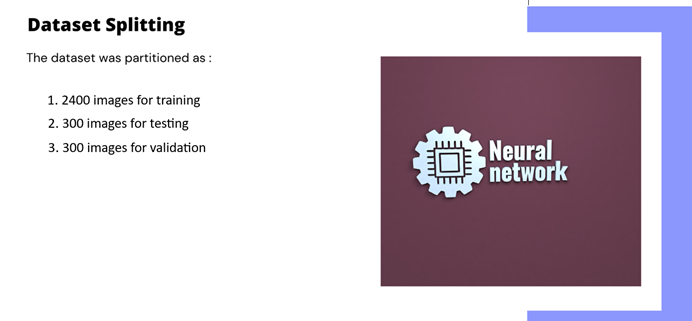 Dataset Splitting
The dataset was partitioned as :
1. 2400 images for training
2. 300 images for testing
3. 300 images for validation
Neural
network